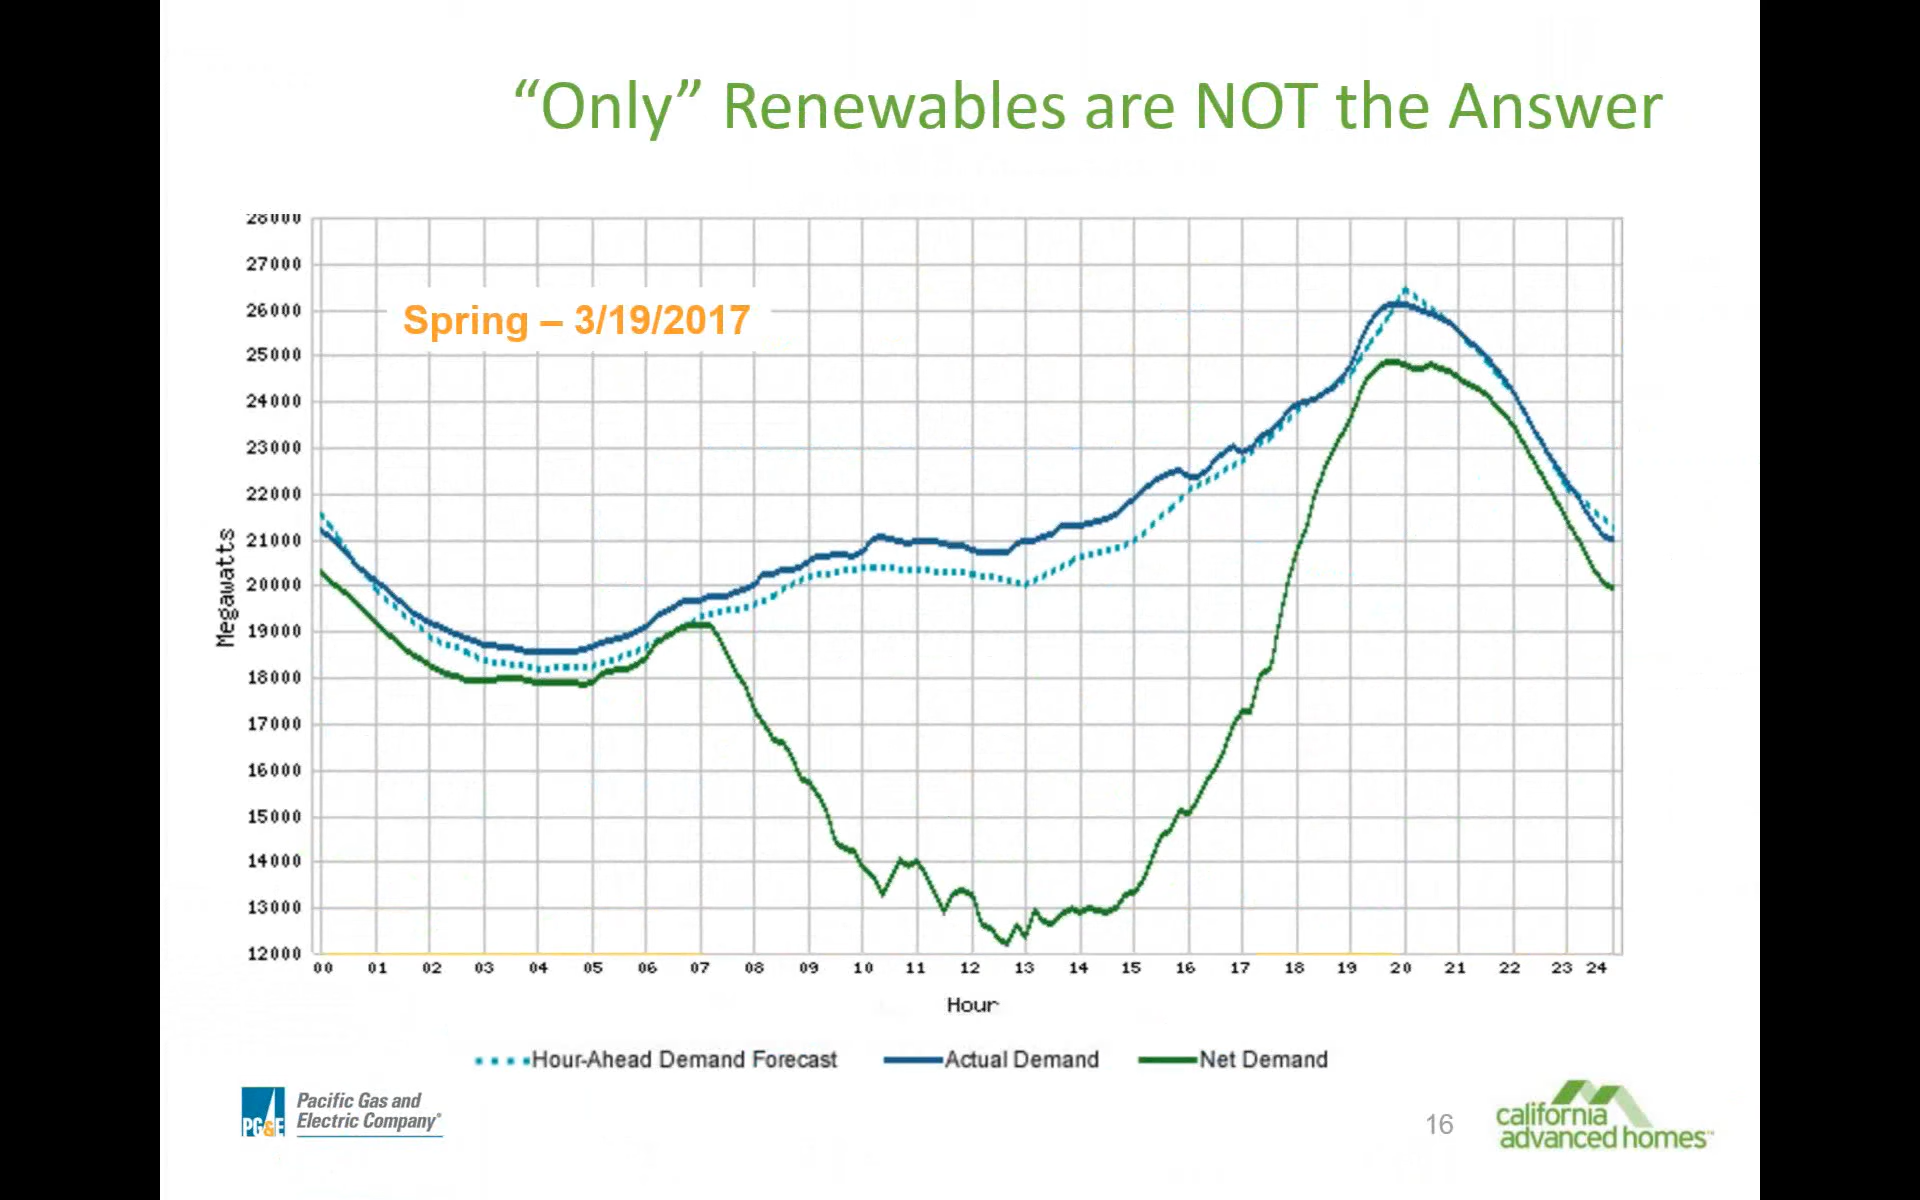 “Only” Renewables are NOT the Answer
28000
27000
Spring – 3/19/2017
26000
25000
24000
23000
22000
21000
20000
19000
18000
17000
16000
15000
14000
13000
12000
Megawatts
00 01 02 03 04 05 06 07 08 09 10 11 12 13 14 15 16 17 18 19 20 21 22 23 24
Hour
Hour-Ahead Demand Forecast Actual Demand Net Demand
PG&E
Pacific Gas and
Electric Company®
16
california
advanced homes™